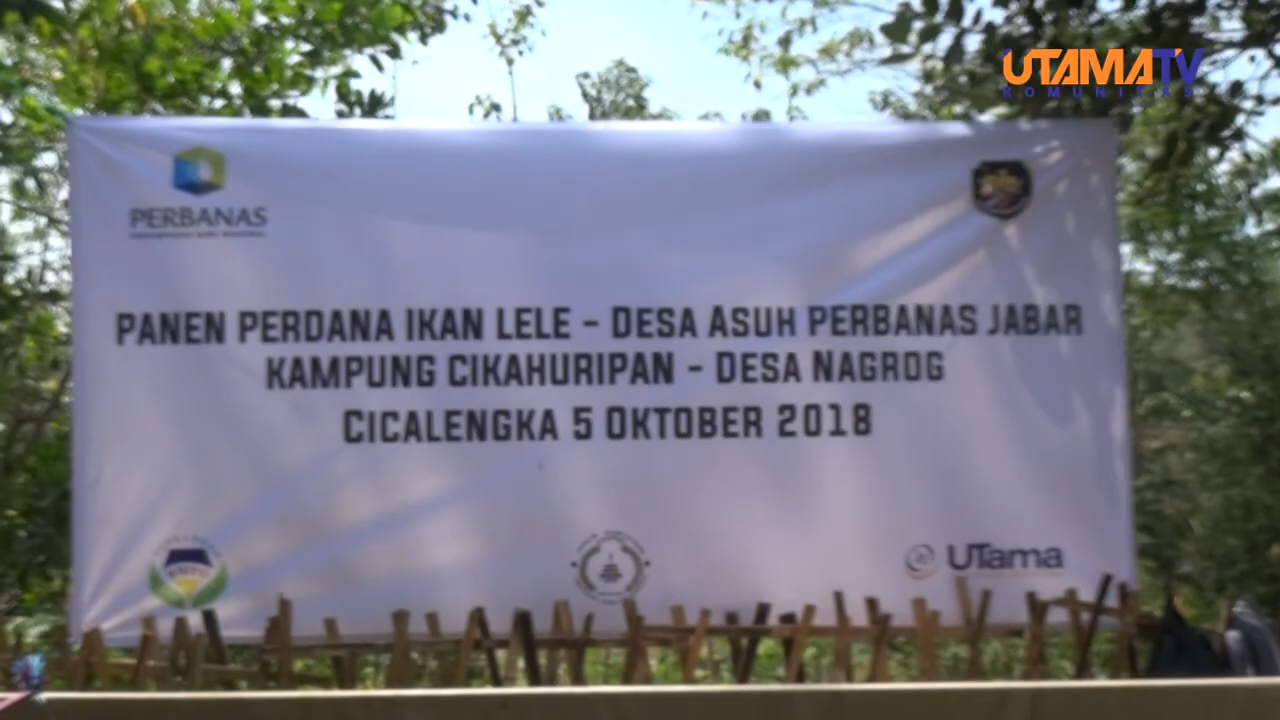 UTAMATV
KOMUNITAS
PERBANAS
PANEN PERDANA IKAN LELE - DESA ASUH PERBANAS JABAR
KAMPUNG CIKAHURIPAN - DESA NAGROG
CICALENGKA 5 OKTOBER 2018
UTama